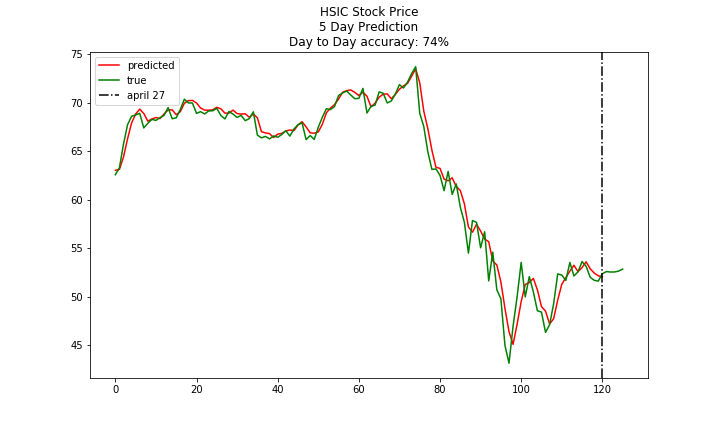 HSIC Stock Price
5 Day Prediction
Day to Day accuracy: 74%
predicted
true
april 27
75
70
65
60
55
50
45
0
20
40
60
80
100
120